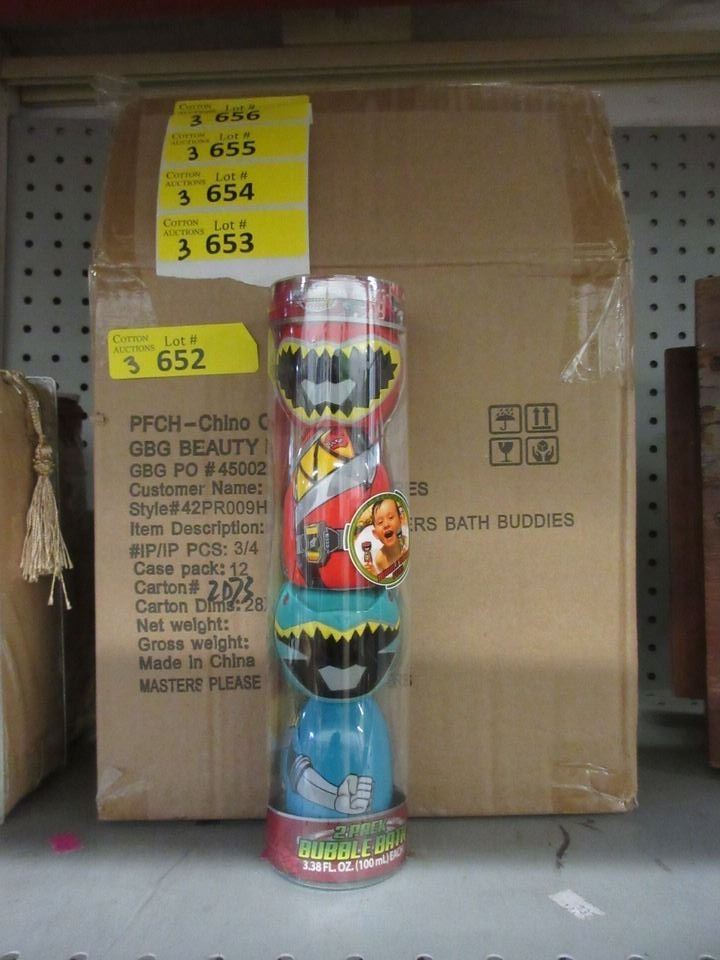 COTTON AUCTIONS Lot #
3 656
COTTON AUCTIONS Lot #
3 655
COTTON AUCTIONS Lot #
3 654
COTTON AUCTIONS Lot #
3 653
COTTON AUCTIONS Lot #
3 652
PFCH-Chino
GBG BEAUTY
GBG PO # 45002
Customer Name: ES
Style#42PR009H
Item Description: ERS BATH BUDDIES
#IP/IP PCS: 3/4
Case pack: 12
Carton# 2073
Carton Dims: 28
Net weight:
Gross weight:
Made in China
MASTERS PLEASE
2 PACK
BUBBLE BATH
3.38 FL. OZ. (100 mL) EACH